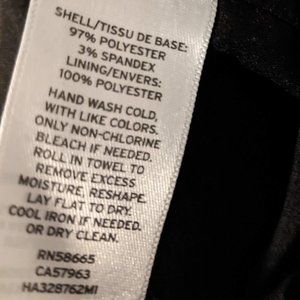 SHELL/TISSU DE BASE:
97% POLYESTER
3% SPANDEX
LINING/ENVERS:
100% POLYESTER
HAND WASH COLD,
WITH LIKE COLORS.
ONLY NON-CHLORINE
BLEACH IF NEEDED.
ROLL IN TOWEL TO
REMOVE EXCESS
MOISTURE, RESHAPE.
LAY FLAT TO DRY.
COOL IRON IF NEEDED.
OR DRY CLEAN.
RN58665
CA57963
HA328762MI